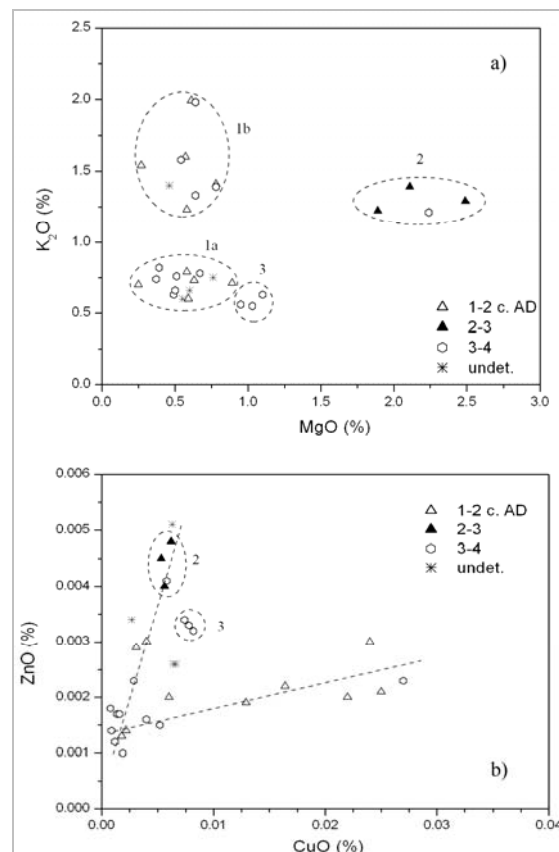 a)
2.5
2.0
1.5
1.0
0.5
0.0
K₂O (%)
1b
2
1a
3
1-2 c. AD
2-3
3-4
undet.
0.0 0.5 1.0 1.5 2.0 2.5 3.0
MgO (%)
0.006
0.005
0.004
0.003
0.002
0.001
0.000
ZnO (%)
1-2 c. AD
2-3
3-4
undet.
2
3
b)
0.00 0.01 0.02 0.03 0.04
CuO (%)